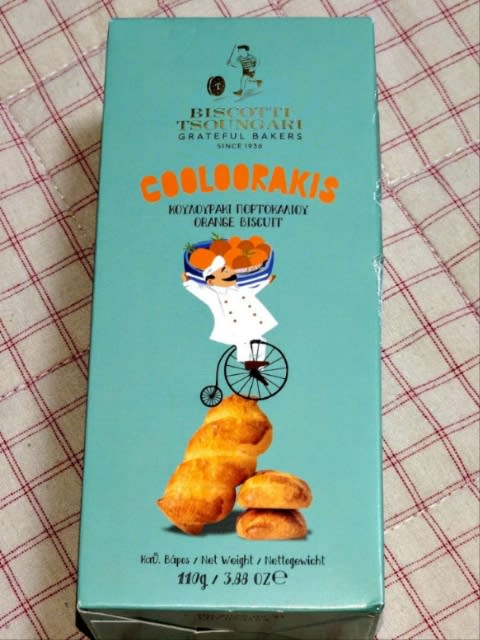 BISCOTTI
TSOUNGARI
GRATEFUL BAKERS
SINCE 1938
COOLOORAKIS
ΚΟΥΛΟΥΡΑΚΙ ΠΟΡΤΟΚΑΛΙΟΥ
ORANGE BISCUIT
Καθ. Βάρος / Net Weight / Nettogewicht
110g / 3.88 OZ ℮